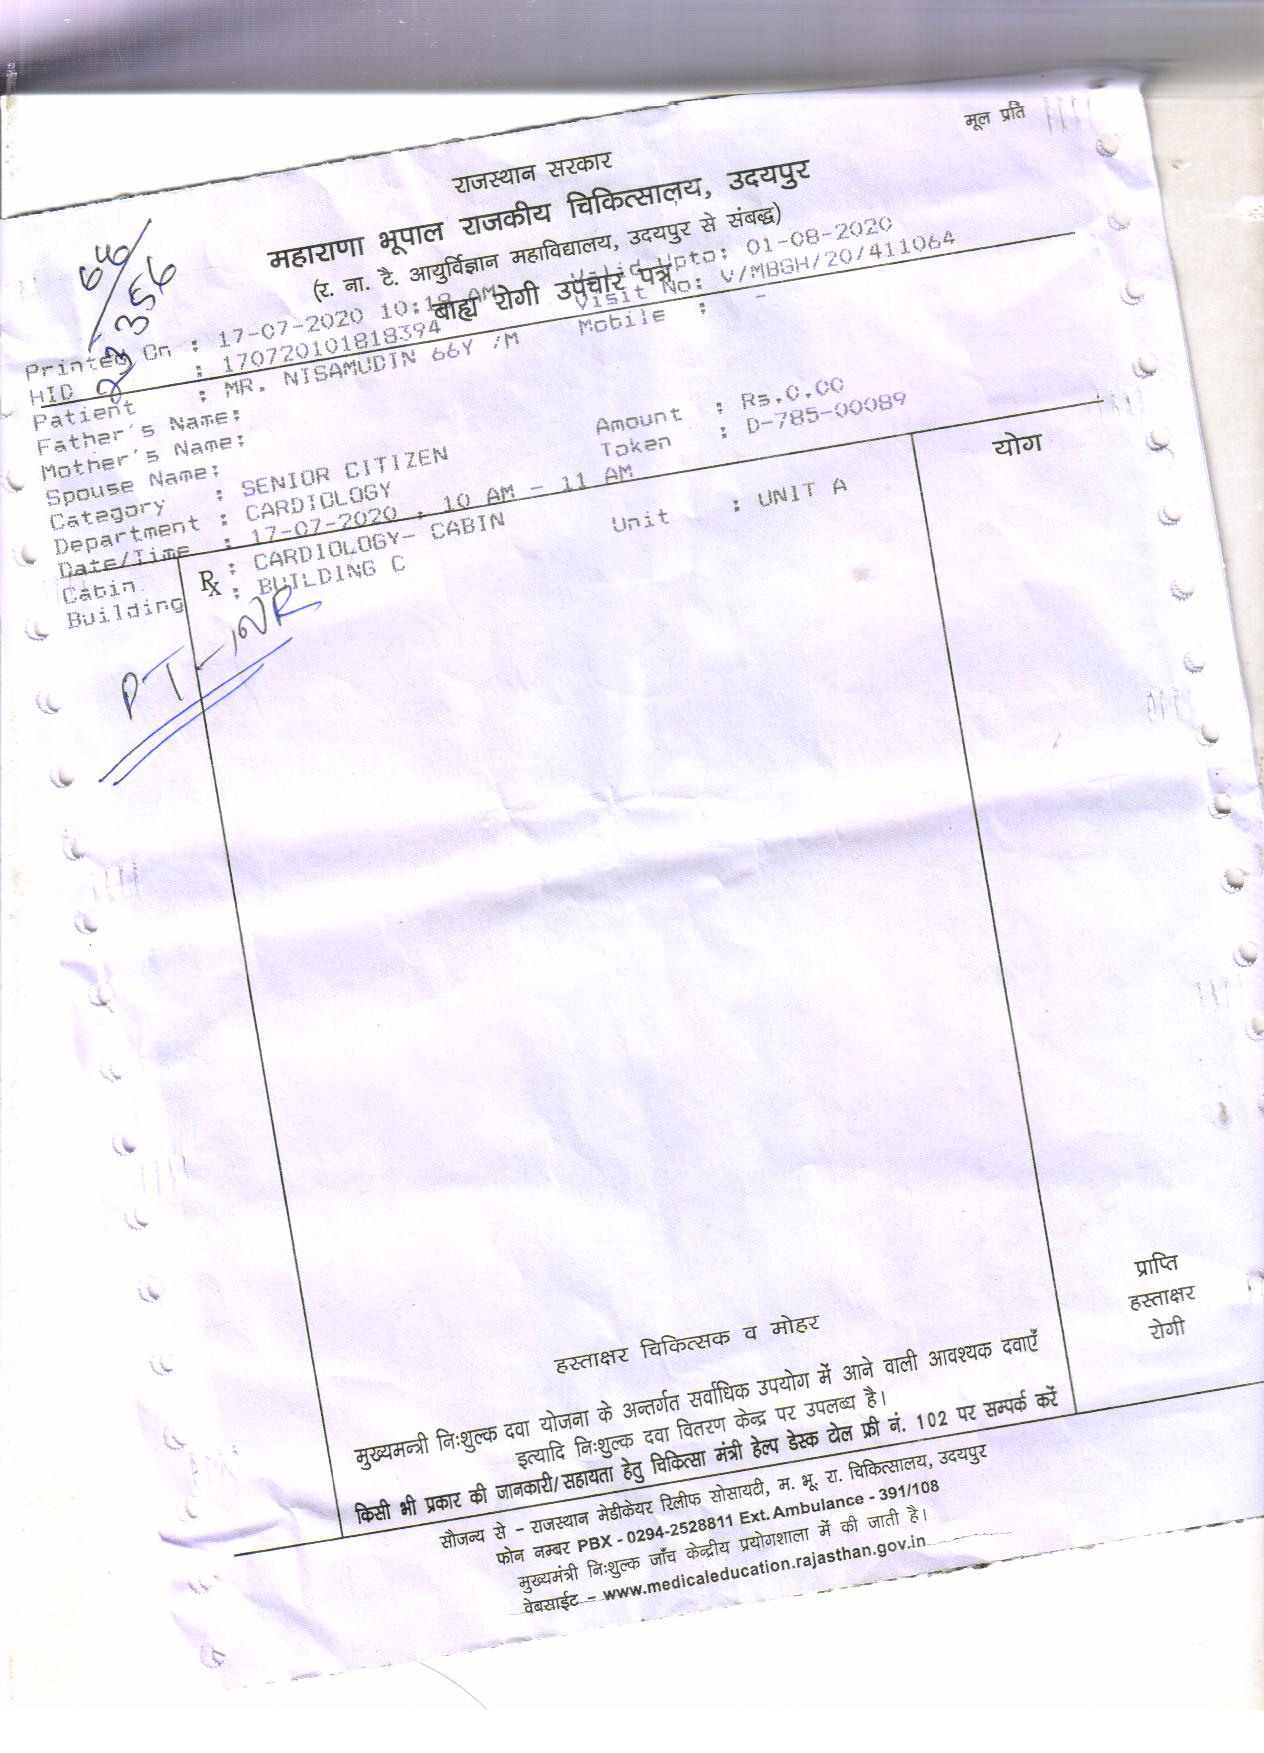 मूल प्रति
राजस्थान सरकार
महाराणा भूपाल राजकीय चिकित्सालय, उदयपुर
(र. ना. टै. आयुर्विज्ञान महाविद्यालय, उदयपुर से संबद्ध)
बाह्य रोगी उपचार पत्र
64/
23356
Printed On : 17-07-2020 10:18 AM Valid Upto: 01-08-2020
HID : 170720101818394 Visit No: V/MBGH/20/411064
Patient : MR. NISAMUDIN 66Y /M Mobile : -
Father's Name:
Mother's Name:
Spouse Name: Amount : Rs.0.00
Category : SENIOR CITIZEN Token : D-785-00089
Department : CARDIOLOGY
Date/Time : 17-07-2020 , 10 AM - 11 AM
Cabin : CARDIOLOGY- CABIN Unit : UNIT A
Building : BUILDING C
योग
Rx
PT-INR
प्राप्ति
हस्ताक्षर
रोगी
हस्ताक्षर चिकित्सक व मोहर
मुख्यमन्त्री निःशुल्क दवा योजना के अन्तर्गत सर्वाधिक उपयोग में आने वाली आवश्यक दवाएँ
इत्यादि निःशुल्क दवा वितरण केन्द्र पर उपलब्ध है।
किसी भी प्रकार की जानकारी/सहायता हेतु चिकित्सा मंत्री हेल्प डेस्क टोल फ्री नं. 102 पर सम्पर्क करें
सौजन्य से - राजस्थान मेडीकेयर रिलीफ सोसायटी, म. भू. रा. चिकित्सालय, उदयपुर
फोन नम्बर PBX - 0294-2528811 Ext. Ambulance - 391/108
मुख्यमंत्री निःशुल्क जाँच केन्द्रीय प्रयोगशाला में की जाती है।
वेबसाईट - www.medicaleducation.rajasthan.gov.in